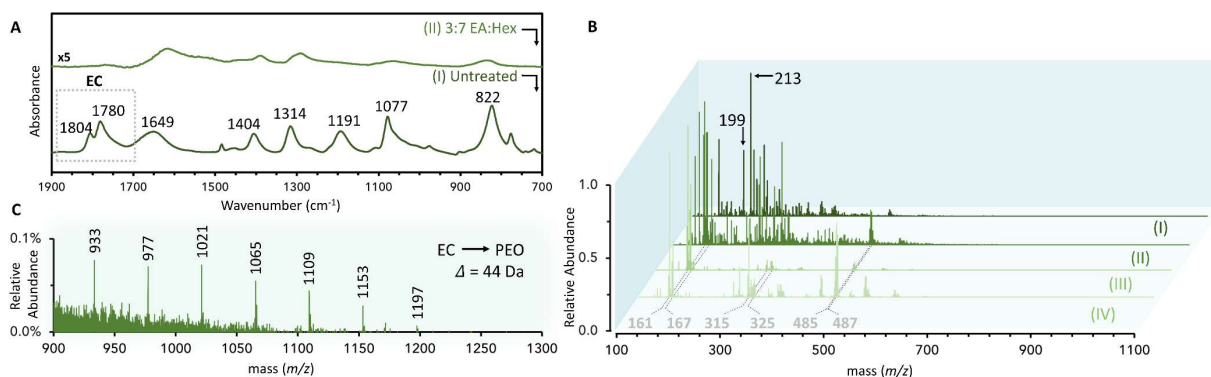 A
(II) 3:7 EA:Hex
x5
EC
(I) Untreated
1804
1780
1649
1404
1314
1191
1077
822
Absorbance
1900 1700 1500 1300 1100 900 700
Wavenumber (cm-1)
C
0.1%
0.0%
Relative
Abundance
933
977
1021
1065
1109
1153
1197
EC → PEO
Δ = 44 Da
900 950 1000 1050 1100 1150 1200 1250 1300
mass (m/z)
B
213
199
1.0
0.5
0.0
Relative Abundance
(I)
(II)
(III)
(IV)
161 167 315 325 485 487
100 300 500 700 900 1100
mass (m/z)